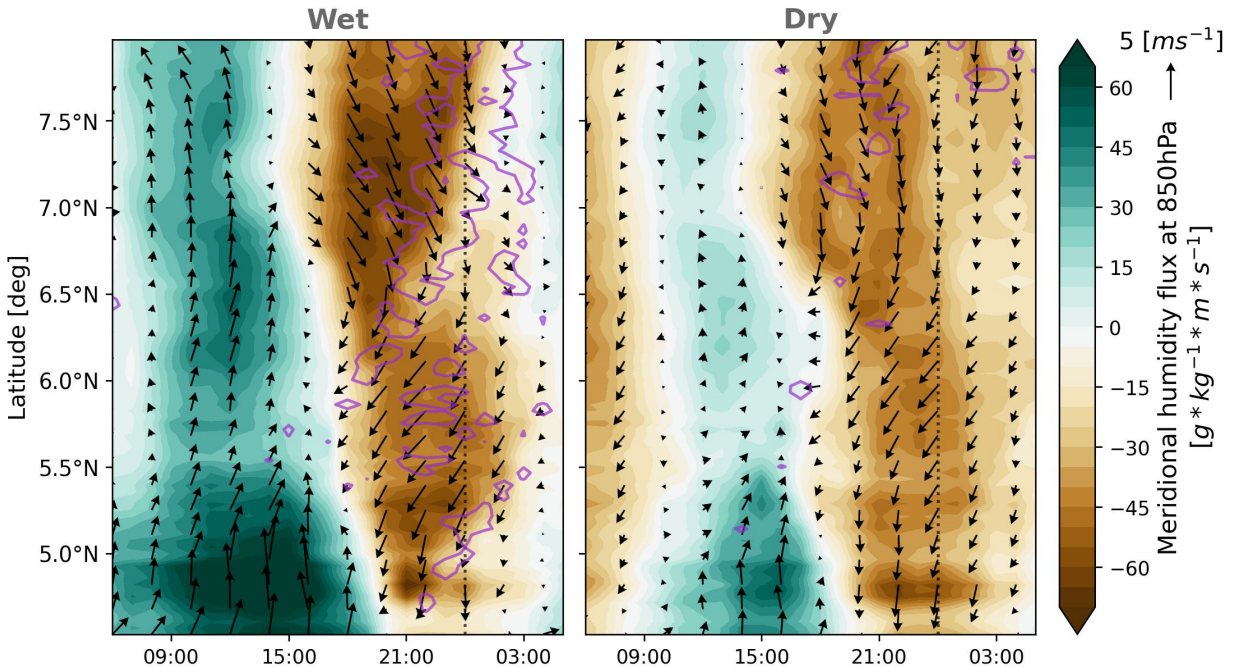 Wet
Dry
5 [ms⁻¹]
7.5°N
7.0°N
6.5°N
6.0°N
5.5°N
5.0°N
Latitude [deg]
09:00
15:00
21:00
03:00
09:00
15:00
21:00
03:00
60
45
30
15
0
−15
−30
−45
−60
Meridional humidity flux at 850hPa
[g*kg⁻¹*m*s⁻¹]